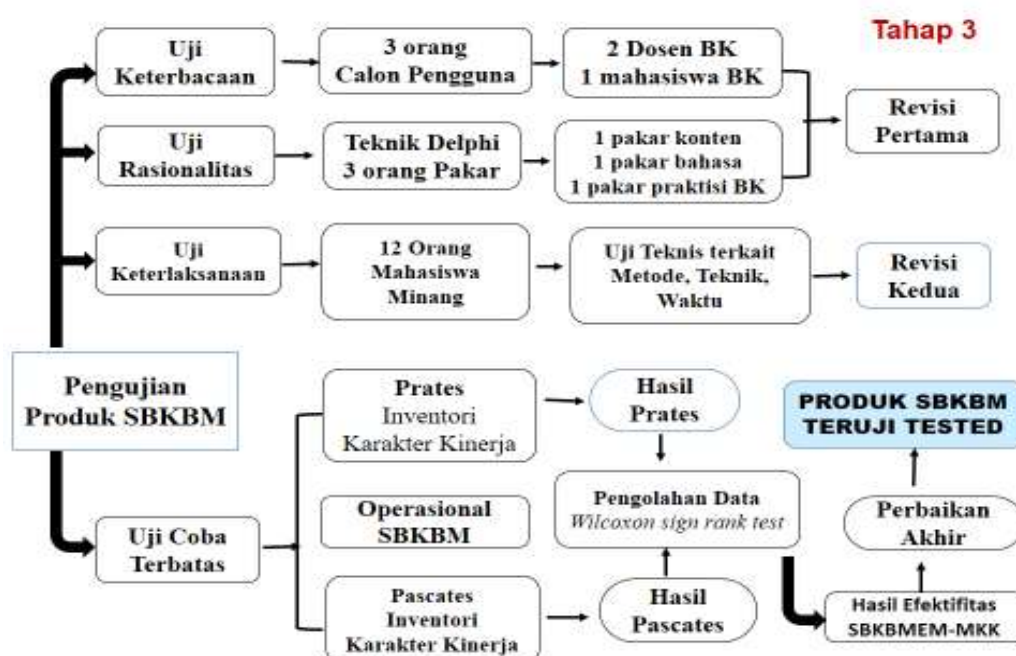 Tahap 3
Uji
Keterbacaan
3 orang
Calon Pengguna
2 Dosen BK
1 mahasiswa BK
Revisi
Pertama
Uji
Rasionalitas
Teknik Delphi
3 orang Pakar
1 pakar konten
1 pakar bahasa
1 pakar praktisi BK
Uji
Keterlaksanaan
12 Orang
Mahasiswa
Minang
Uji Teknis terkait
Metode, Teknik,
Waktu
Revisi
Kedua
Pengujian
Produk SBKBM
Uji Coba
Terbatas
Prates
Inventori
Karakter Kinerja
Hasil
Prates
Operasional
SBKBM
Pengolahan Data
Wilcoxon sign rank test
Pascates
Inventori
Karakter Kinerja
Hasil
Pascates
PRODUK SBKBM
TERUJI TESTED
Perbaikan
Akhir
Hasil Efektifitas
SBKBMEM-MKK